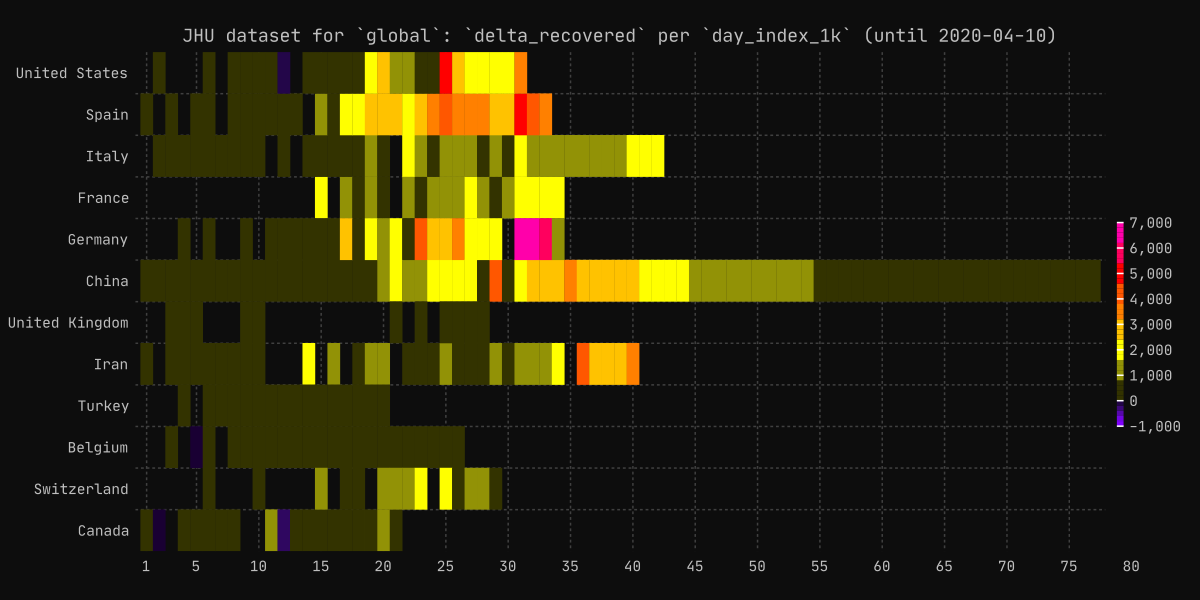 JHU dataset for `global`: `delta_recovered` per `day_index_1k` (until 2020-04-10)
United States
Spain
Italy
France
Germany
China
United Kingdom
Iran
Turkey
Belgium
Switzerland
Canada
7,000
6,000
5,000
4,000
3,000
2,000
1,000
0
-1,000
1 5 10 15 20 25 30 35 40 45 50 55 60 65 70 75 80